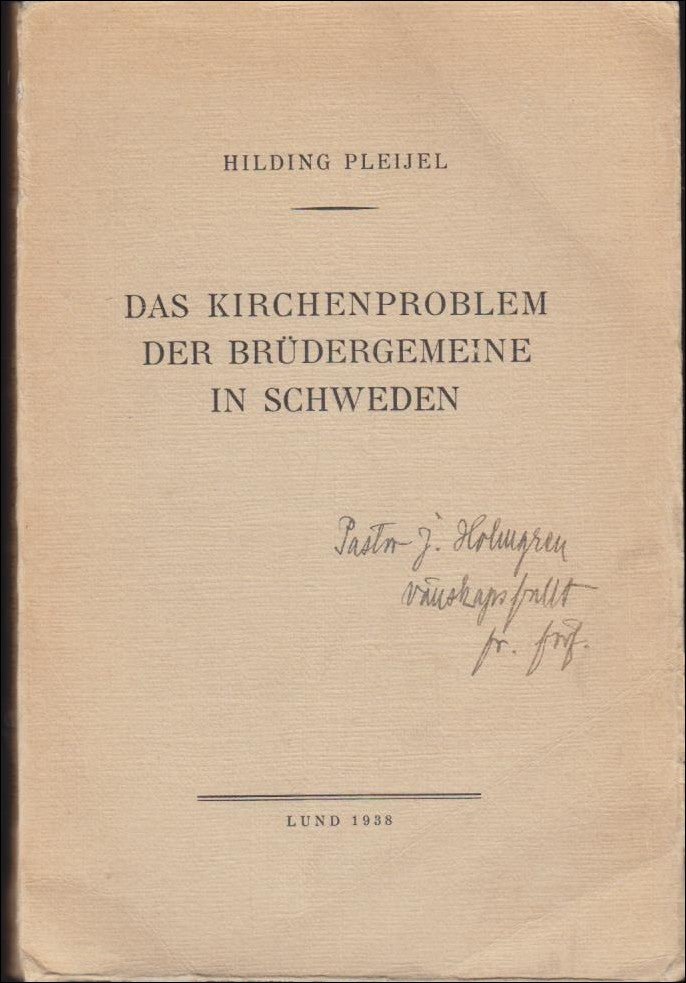 HILDING PLEIJEL
DAS KIRCHENPROBLEM
DER BRÜDERGEMEINE
IN SCHWEDEN
Pastor J. Holmgren
vänskapsfullt
fr. förf.
LUND 1938